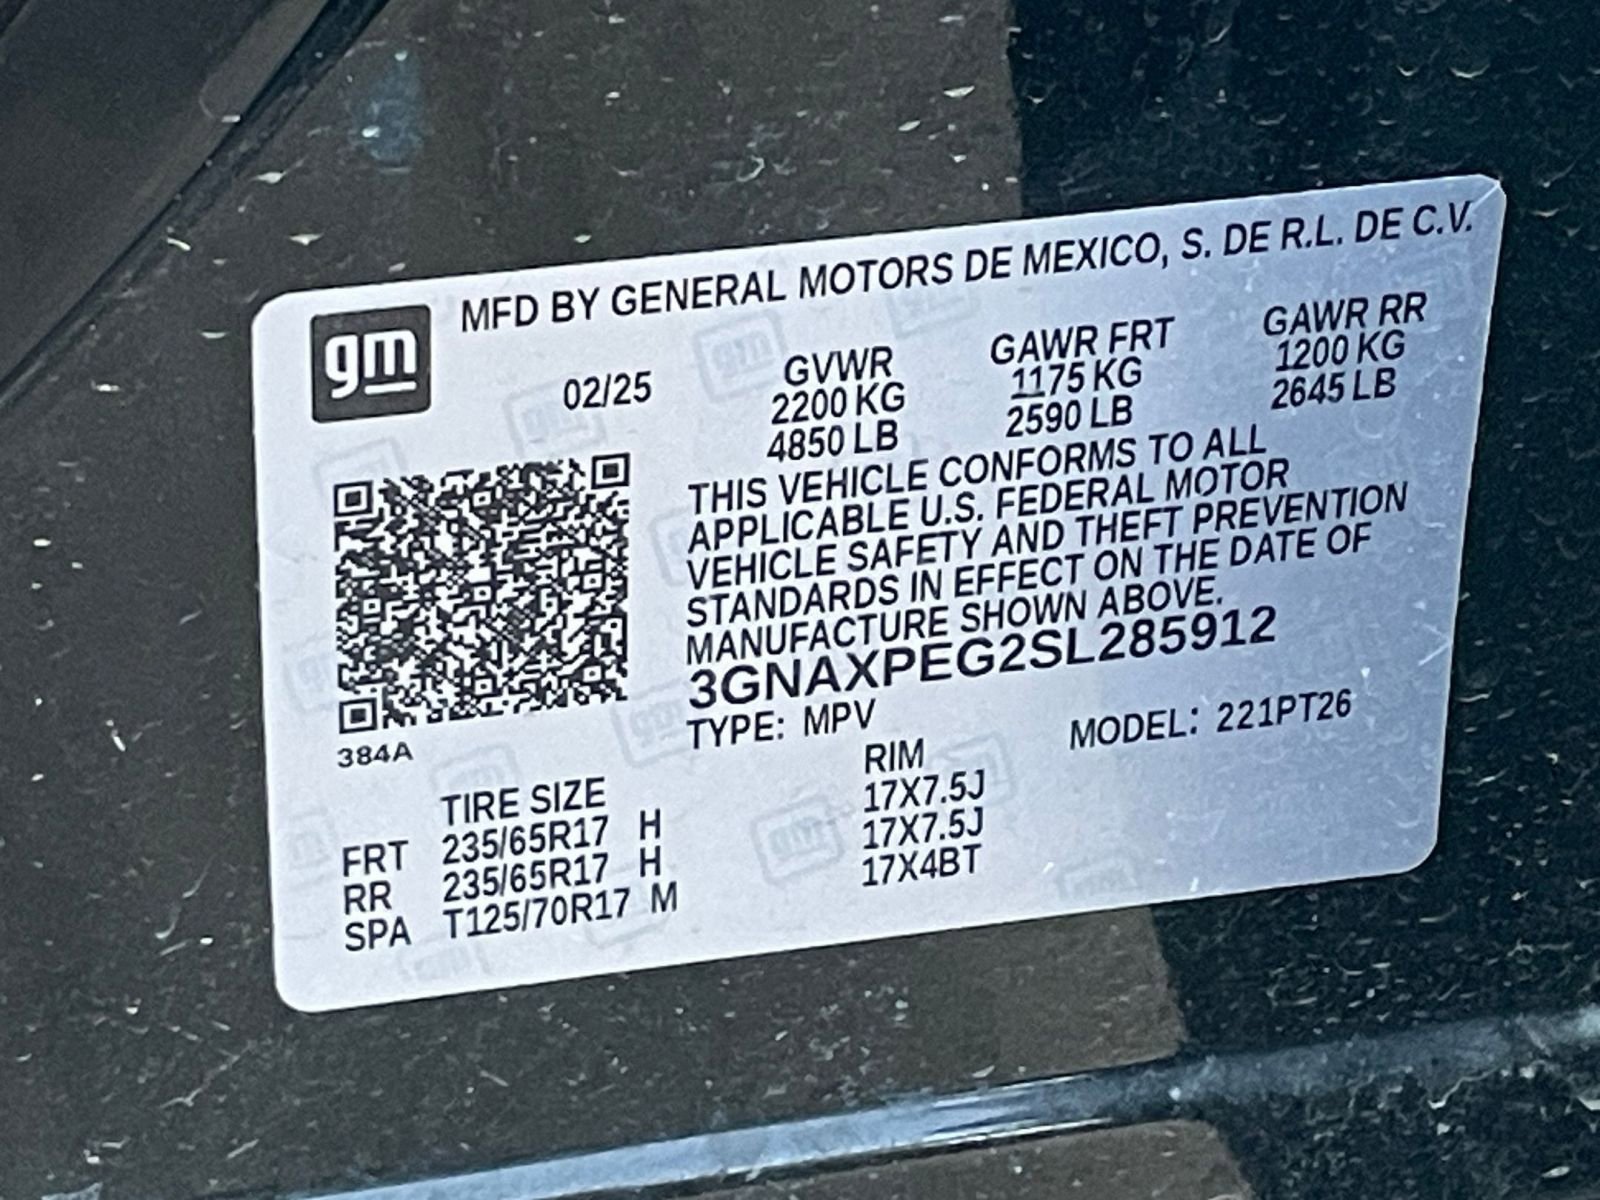 gm
MFD BY GENERAL MOTORS DE MEXICO, S. DE R.L. DE C.V.
02/25
GVWR
2200 KG
4850 LB
GAWR FRT
1175 KG
2590 LB
GAWR RR
1200 KG
2645 LB
THIS VEHICLE CONFORMS TO ALL
APPLICABLE U.S. FEDERAL MOTOR
VEHICLE SAFETY AND THEFT PREVENTION
STANDARDS IN EFFECT ON THE DATE OF
MANUFACTURE SHOWN ABOVE.
3GNAXPEG2SL285912
TYPE: MPV
MODEL: 221PT26
384A
TIRE SIZE RIM
FRT 235/65R17 H 17X7.5J
RR 235/65R17 H 17X7.5J
SPA T125/70R17 M 17X4BT